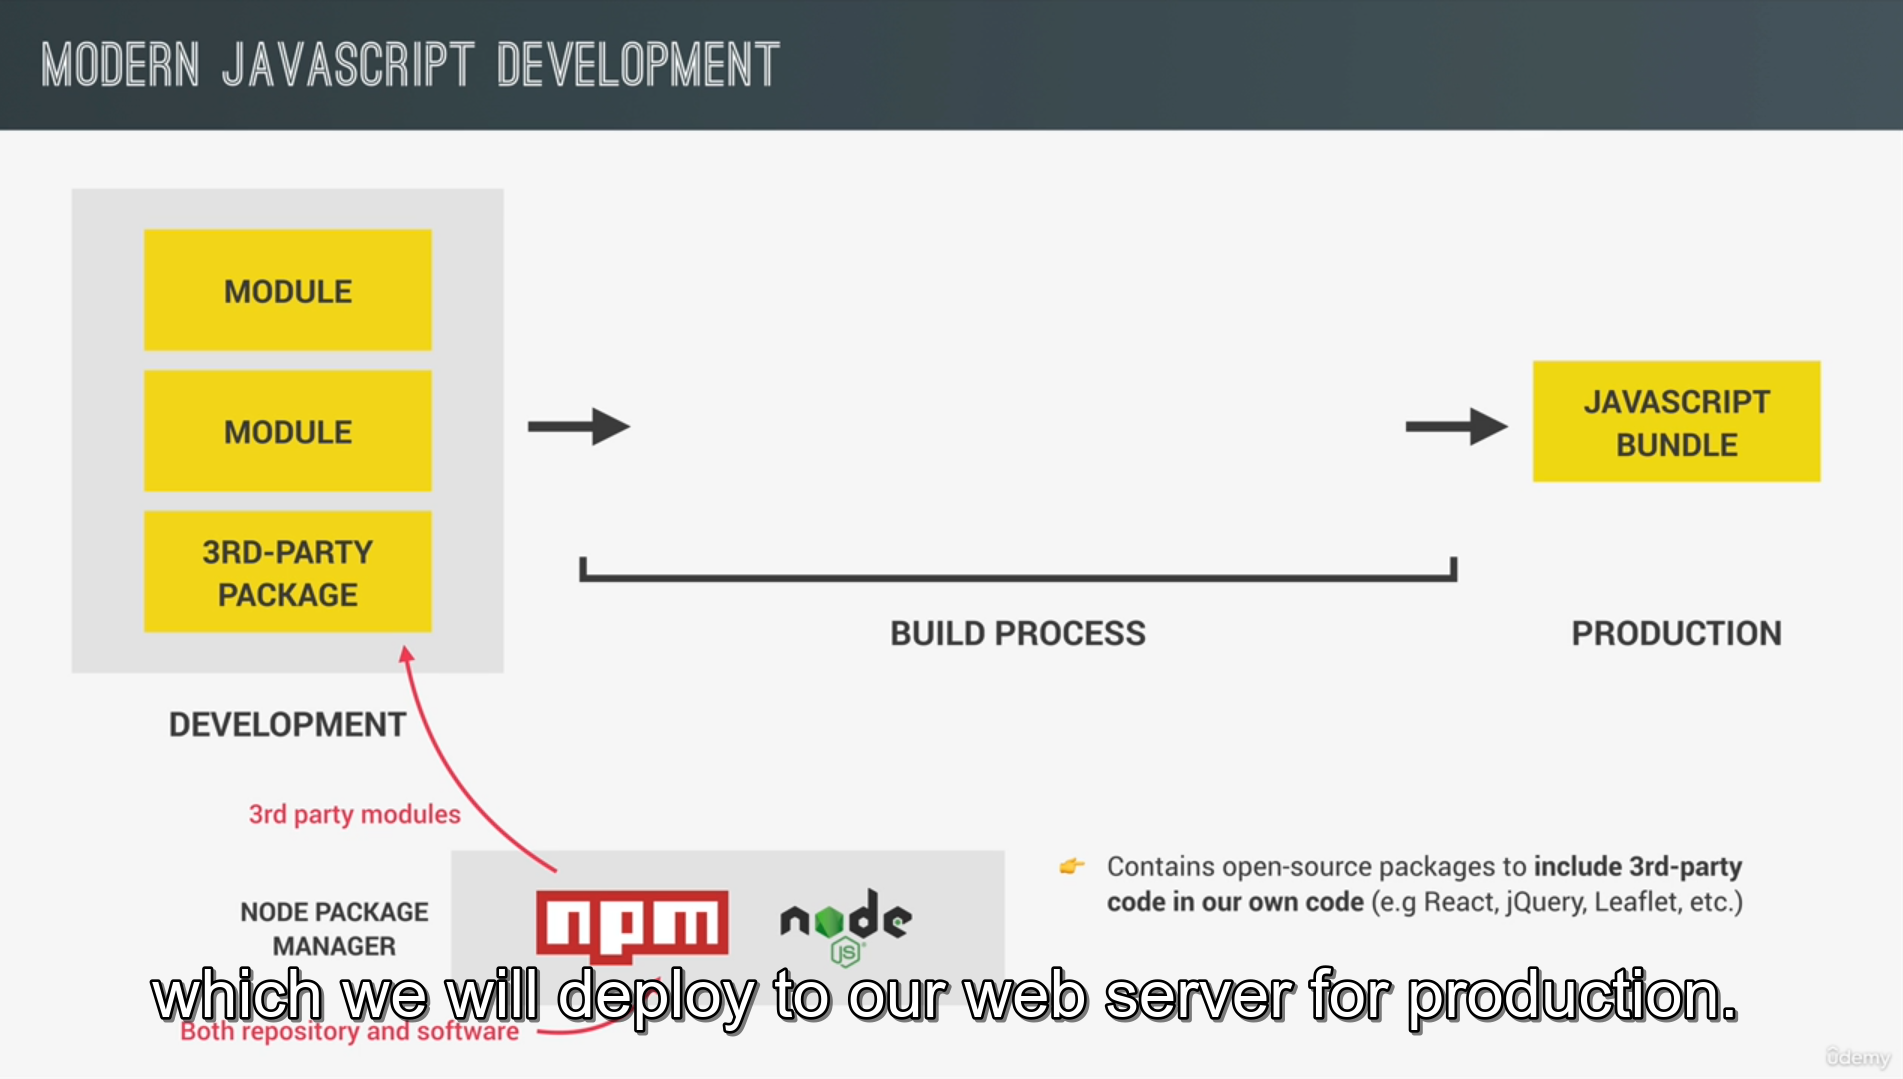 MODERN JAVASCRIPT DEVELOPMENT
MODULE
MODULE
3RD-PARTY
PACKAGE
JAVASCRIPT
BUNDLE
BUILD PROCESS
PRODUCTION
DEVELOPMENT
3rd party modules
NODE PACKAGE
MANAGER
npm
node
JS
👉 Contains open-source packages to include 3rd-party
code in our own code (e.g React, jQuery, Leaflet, etc.)
which we will deploy to our web server for production.
Both repository and software
ûdemy